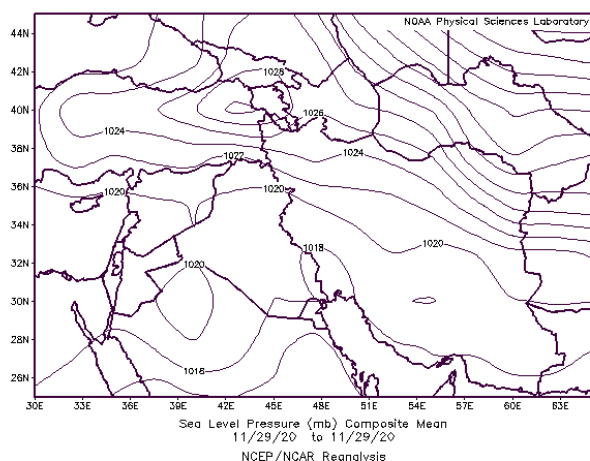 NOAA Physical Sciences Laboratory
44N
42N
1028
40N
1026
1024
1024
38N
1022
36N
1020
1020
34N
1020
1018
32N
1020
30N
28N
1018
26N
30E 33E 36E 39E 42E 45E 48E 51E 54E 57E 60E 63E
Sea Level Pressure (mb) Composite Mean
11/29/20 to 11/29/20
NCEP/NCAR Reanalysis